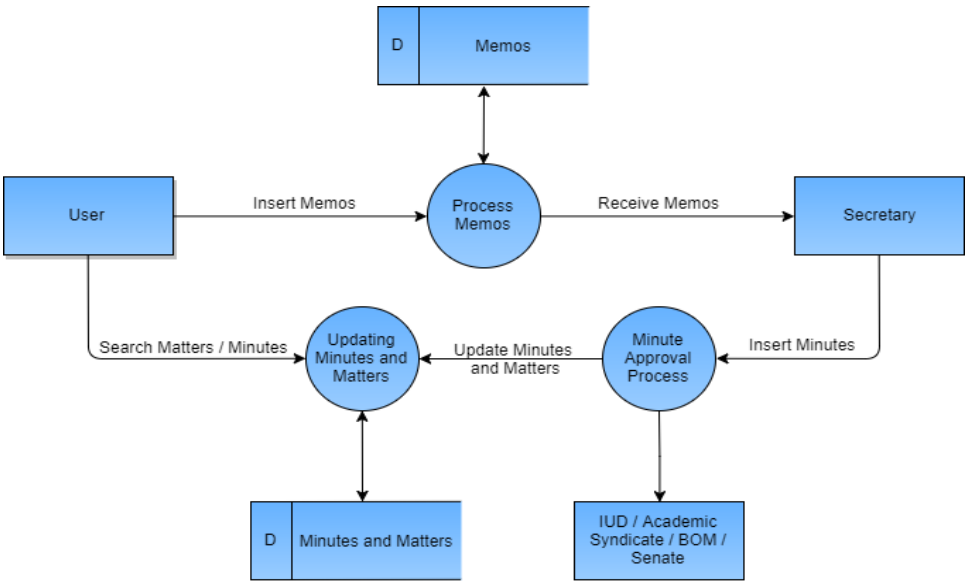 D
Memos
User
Insert Memos
Process
Memos
Receive Memos
Secretary
Search Matters / Minutes
Updating
Minutes and
Matters
Update Minutes
and Matters
Minute
Approval
Process
Insert Minutes
D
Minutes and Matters
IUD / Academic
Syndicate / BOM /
Senate